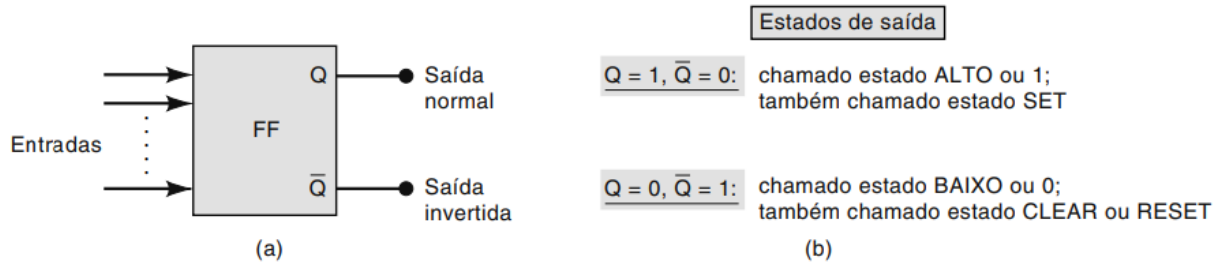 Entradas
FF
Q
Q̅
Saída
normal
Saída
invertida
(a)
Estados de saída
Q = 1, Q̅ = 0:
chamado estado ALTO ou 1;
também chamado estado SET
Q = 0, Q̅ = 1:
chamado estado BAIXO ou 0;
também chamado estado CLEAR ou RESET
(b)